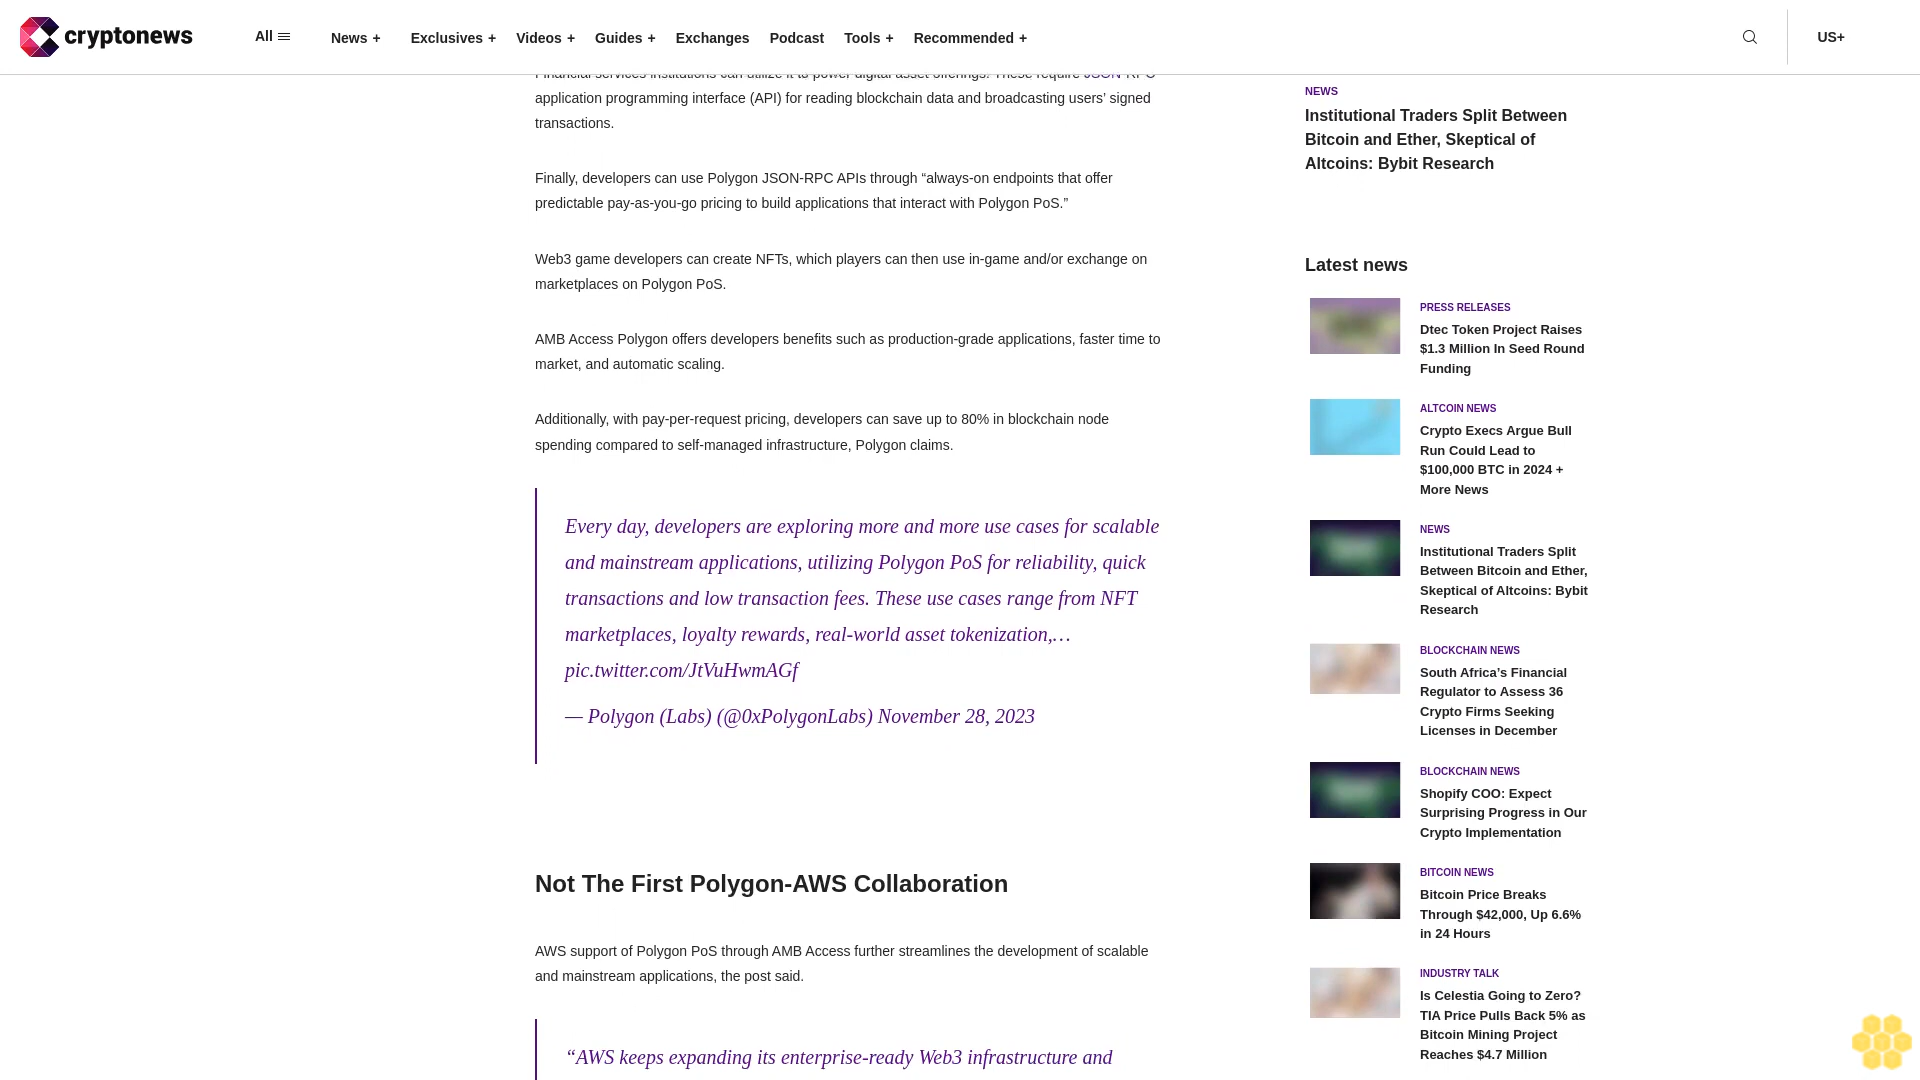 cryptonews
All
News +
Exclusives +
Videos +
Guides +
Exchanges
Podcast
Tools +
Recommended +
US+
Financial services institutions can utilize it to power digital asset offerings. These require JSON-RPC
application programming interface (API) for reading blockchain data and broadcasting users’ signed
transactions.
Finally, developers can use Polygon JSON-RPC APIs through “always-on endpoints that offer
predictable pay-as-you-go pricing to build applications that interact with Polygon PoS.”
Web3 game developers can create NFTs, which players can then use in-game and/or exchange on
marketplaces on Polygon PoS.
AMB Access Polygon offers developers benefits such as production-grade applications, faster time to
market, and automatic scaling.
Additionally, with pay-per-request pricing, developers can save up to 80% in blockchain node
spending compared to self-managed infrastructure, Polygon claims.
Every day, developers are exploring more and more use cases for scalable
and mainstream applications, utilizing Polygon PoS for reliability, quick
transactions and low transaction fees. These use cases range from NFT
marketplaces, loyalty rewards, real-world asset tokenization,…
pic.twitter.com/JtVuHwmAGf
— Polygon (Labs) (@0xPolygonLabs) November 28, 2023
Not The First Polygon-AWS Collaboration
AWS support of Polygon PoS through AMB Access further streamlines the development of scalable
and mainstream applications, the post said.
“AWS keeps expanding its enterprise-ready Web3 infrastructure and
NEWS
Institutional Traders Split Between
Bitcoin and Ether, Skeptical of
Altcoins: Bybit Research
Latest news
PRESS RELEASES
Dtec Token Project Raises
$1.3 Million In Seed Round
Funding
ALTCOIN NEWS
Crypto Execs Argue Bull
Run Could Lead to
$100,000 BTC in 2024 +
More News
NEWS
Institutional Traders Split
Between Bitcoin and Ether,
Skeptical of Altcoins: Bybit
Research
BLOCKCHAIN NEWS
South Africa’s Financial
Regulator to Assess 36
Crypto Firms Seeking
Licenses in December
BLOCKCHAIN NEWS
Shopify COO: Expect
Surprising Progress in Our
Crypto Implementation
BITCOIN NEWS
Bitcoin Price Breaks
Through $42,000, Up 6.6%
in 24 Hours
INDUSTRY TALK
Is Celestia Going to Zero?
TIA Price Pulls Back 5% as
Bitcoin Mining Project
Reaches $4.7 Million